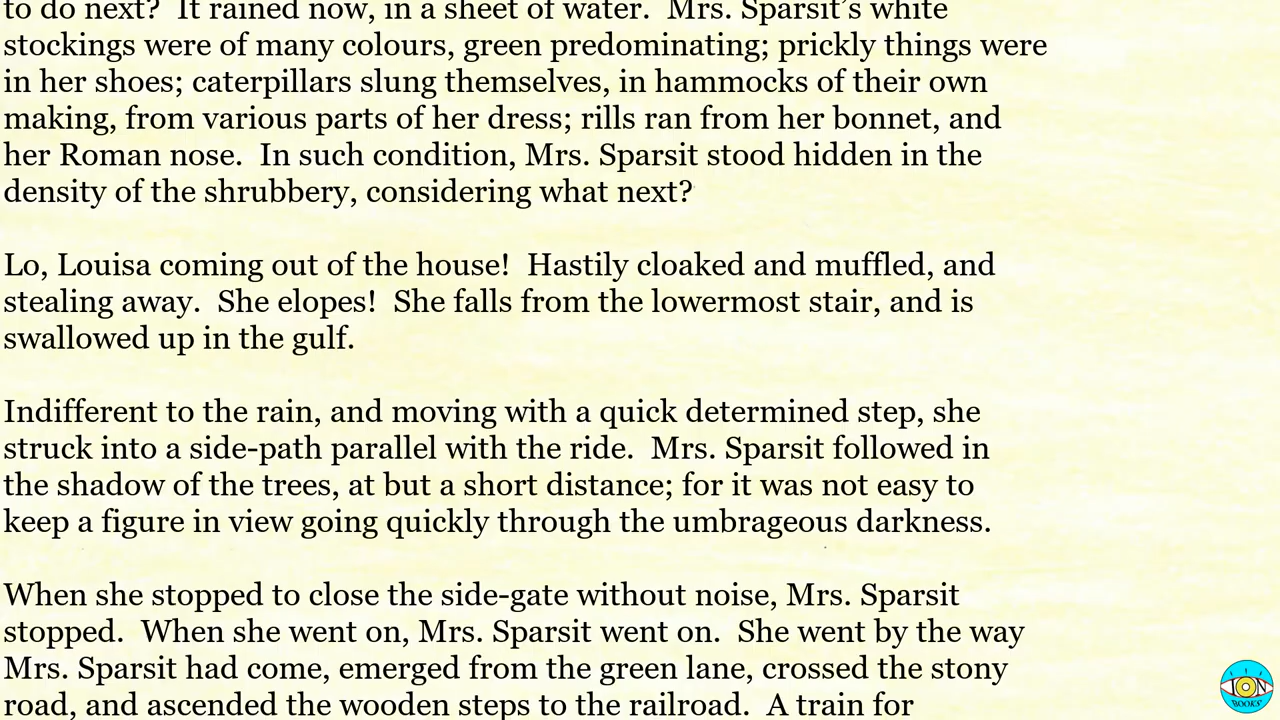 to do next?  It rained now, in a sheet of water.  Mrs. Sparsit’s white
stockings were of many colours, green predominating; prickly things were
in her shoes; caterpillars slung themselves, in hammocks of their own
making, from various parts of her dress; rills ran from her bonnet, and
her Roman nose.  In such condition, Mrs. Sparsit stood hidden in the
density of the shrubbery, considering what next?
Lo, Louisa coming out of the house!  Hastily cloaked and muffled, and
stealing away.  She elopes!  She falls from the lowermost stair, and is
swallowed up in the gulf.
Indifferent to the rain, and moving with a quick determined step, she
struck into a side-path parallel with the ride.  Mrs. Sparsit followed in
the shadow of the trees, at but a short distance; for it was not easy to
keep a figure in view going quickly through the umbrageous darkness.
When she stopped to close the side-gate without noise, Mrs. Sparsit
stopped.  When she went on, Mrs. Sparsit went on.  She went by the way
Mrs. Sparsit had come, emerged from the green lane, crossed the stony
road, and ascended the wooden steps to the railroad.  A train for
ION
BOOKS